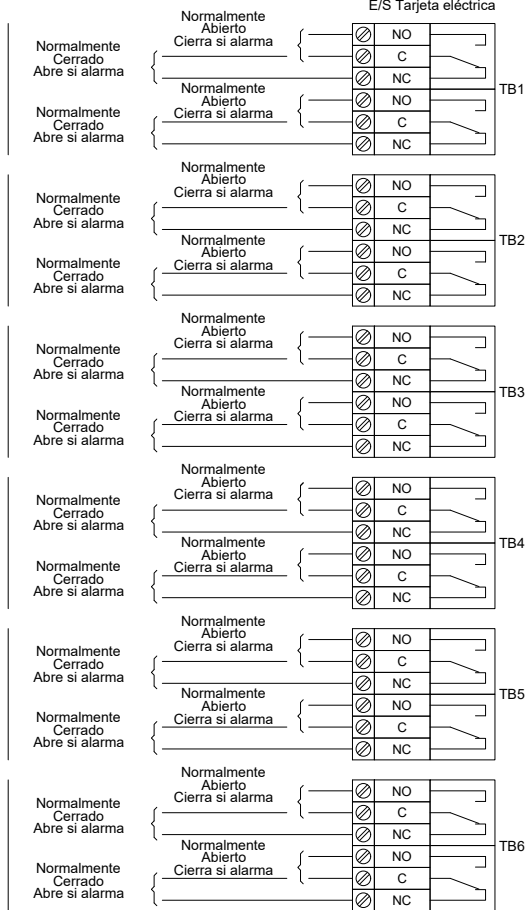 E/S Tarjeta eléctrica
Normalmente
Abierto
Cierra si alarma
NO
Normalmente
Cerrado
Abre si alarma
C
NC
TB1
Normalmente
Abierto
Cierra si alarma
NO
Normalmente
Cerrado
Abre si alarma
C
NC
Normalmente
Abierto
Cierra si alarma
NO
Normalmente
Cerrado
Abre si alarma
C
NC
TB2
Normalmente
Abierto
Cierra si alarma
NO
Normalmente
Cerrado
Abre si alarma
C
NC
Normalmente
Abierto
Cierra si alarma
NO
Normalmente
Cerrado
Abre si alarma
C
NC
TB3
Normalmente
Abierto
Cierra si alarma
NO
Normalmente
Cerrado
Abre si alarma
C
NC
Normalmente
Abierto
Cierra si alarma
NO
Normalmente
Cerrado
Abre si alarma
C
NC
TB4
Normalmente
Abierto
Cierra si alarma
NO
Normalmente
Cerrado
Abre si alarma
C
NC
Normalmente
Abierto
Cierra si alarma
NO
Normalmente
Cerrado
Abre si alarma
C
NC
TB5
Normalmente
Abierto
Cierra si alarma
NO
Normalmente
Cerrado
Abre si alarma
C
NC
Normalmente
Abierto
Cierra si alarma
NO
Normalmente
Cerrado
Abre si alarma
C
NC
TB6
Normalmente
Abierto
Cierra si alarma
NO
Normalmente
Cerrado
Abre si alarma
C
NC